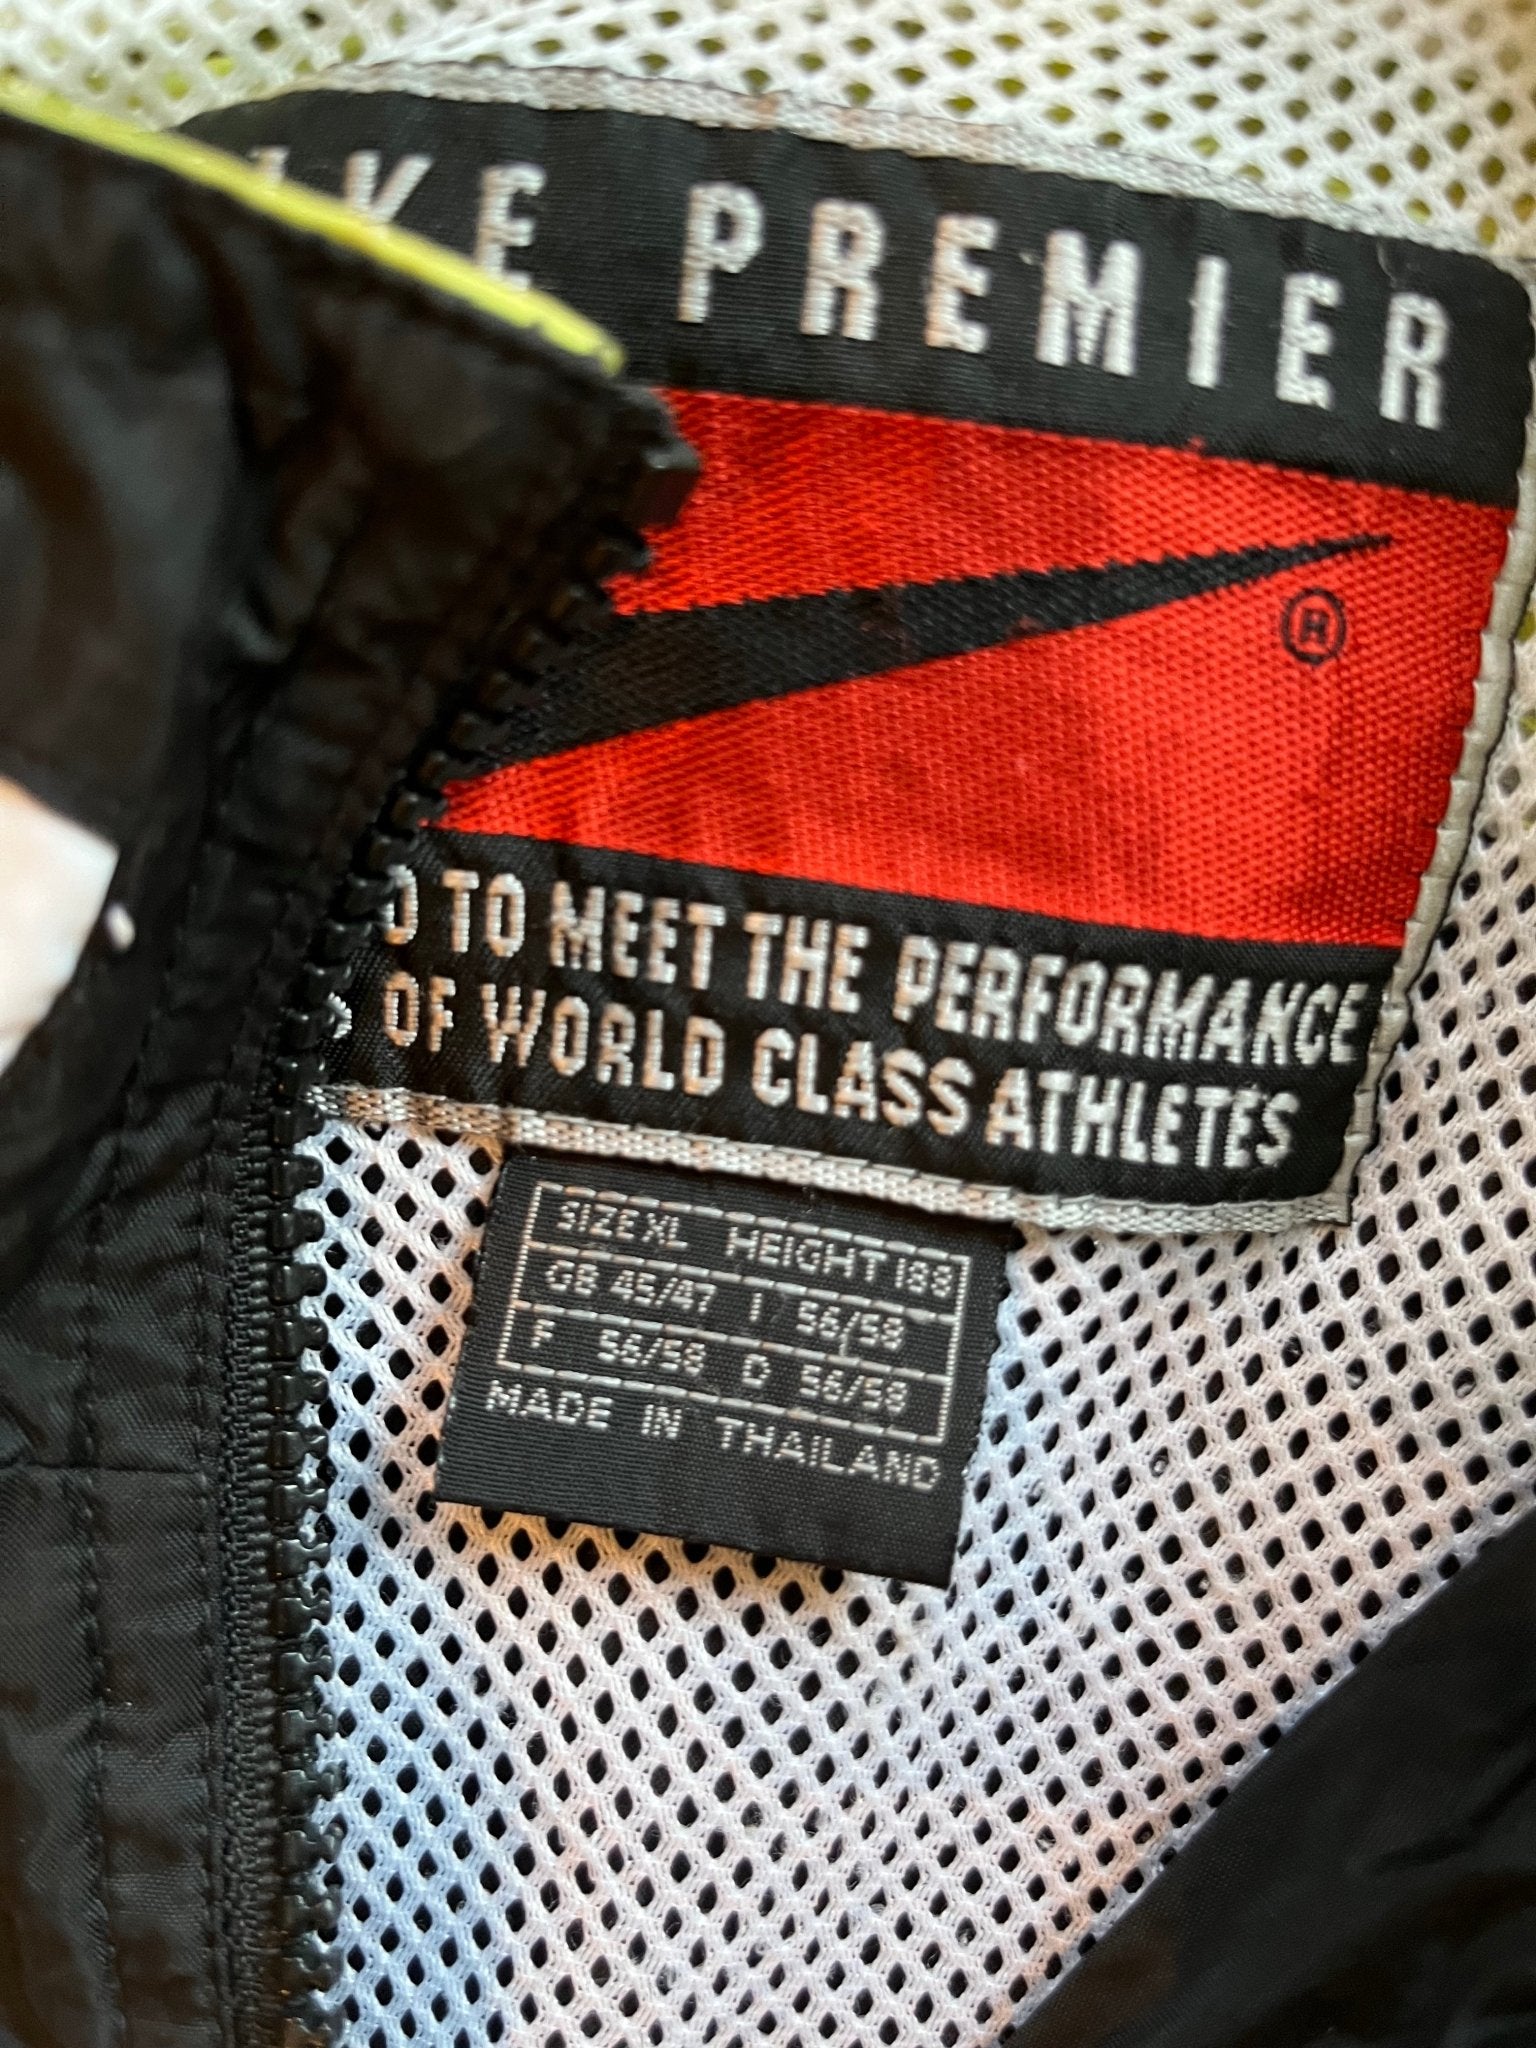 KE PREMIER
®
D TO MEET THE PERFORMANCE
OF WORLD CLASS ATHLETES
SIZE XL HEIGHT 188
GB 45/47 I 56/58
F 56/58 D 56/58
MADE IN THAILAND